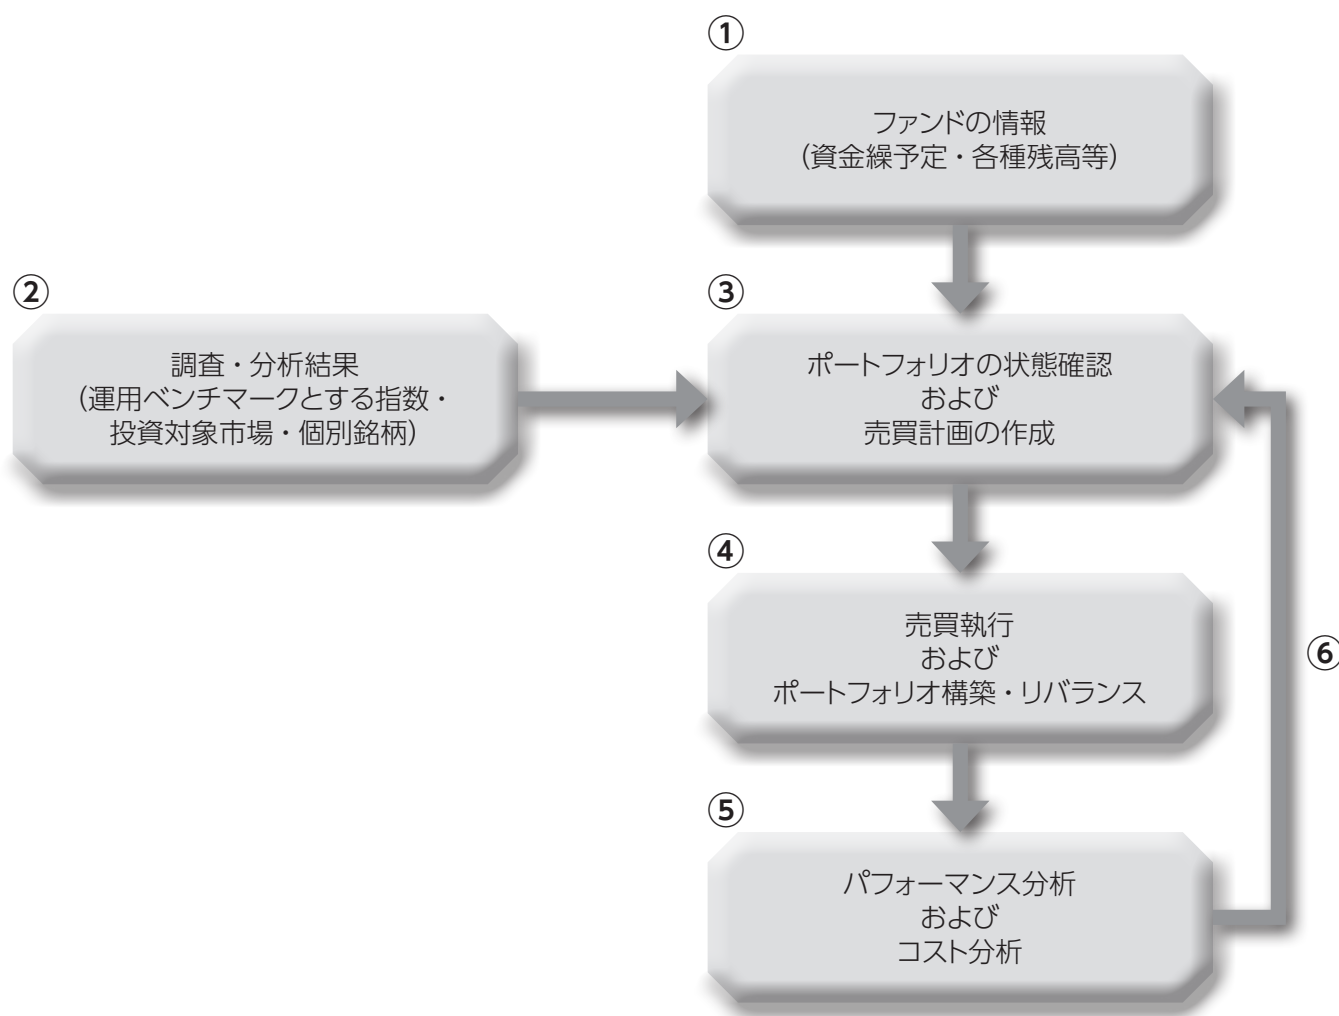 ①
ファンドの情報
(資金繰予定・各種残高等)
②
調査・分析結果
(運用ベンチマークとする指数・
投資対象市場・個別銘柄)
③
ポートフォリオの状態確認
および
売買計画の作成
④
売買執行
および
ポートフォリオ構築・リバランス
⑤
パフォーマンス分析
および
コスト分析
⑥